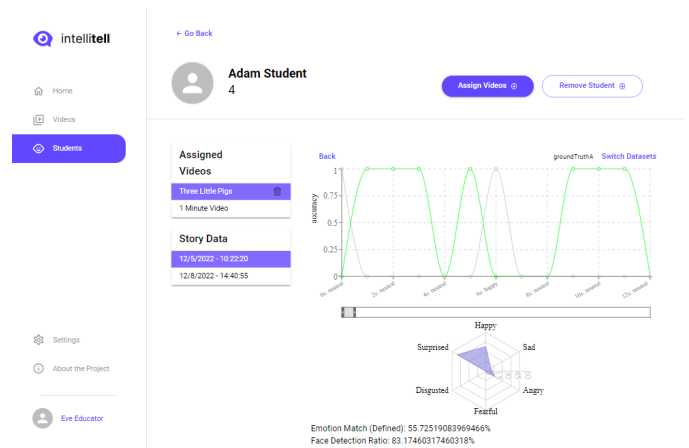 intellitell
← Go Back
Adam Student
4
Assign Videos
Remove Student
Home
Videos
Students
Assigned
Videos
Three Little Pigs
1 Minute Video
Story Data
12/5/2022 - 10:22:20
12/8/2022 - 14:40:55
Back
groundTruthA
Switch Datasets
accuracy
1
0.75
0.5
0.25
0
0s: neutral
2s: neutral
4s: neutral
6s: happy
8s: neutral
10s: neutral
12s: neutral
Happy
Surprised
Sad
Disgusted
Angry
Fearful
Emotion Match (Defined): 55.72519083969466%
Face Detection Ratio: 83.17460317460318%
Settings
About the Project
Eve Educator